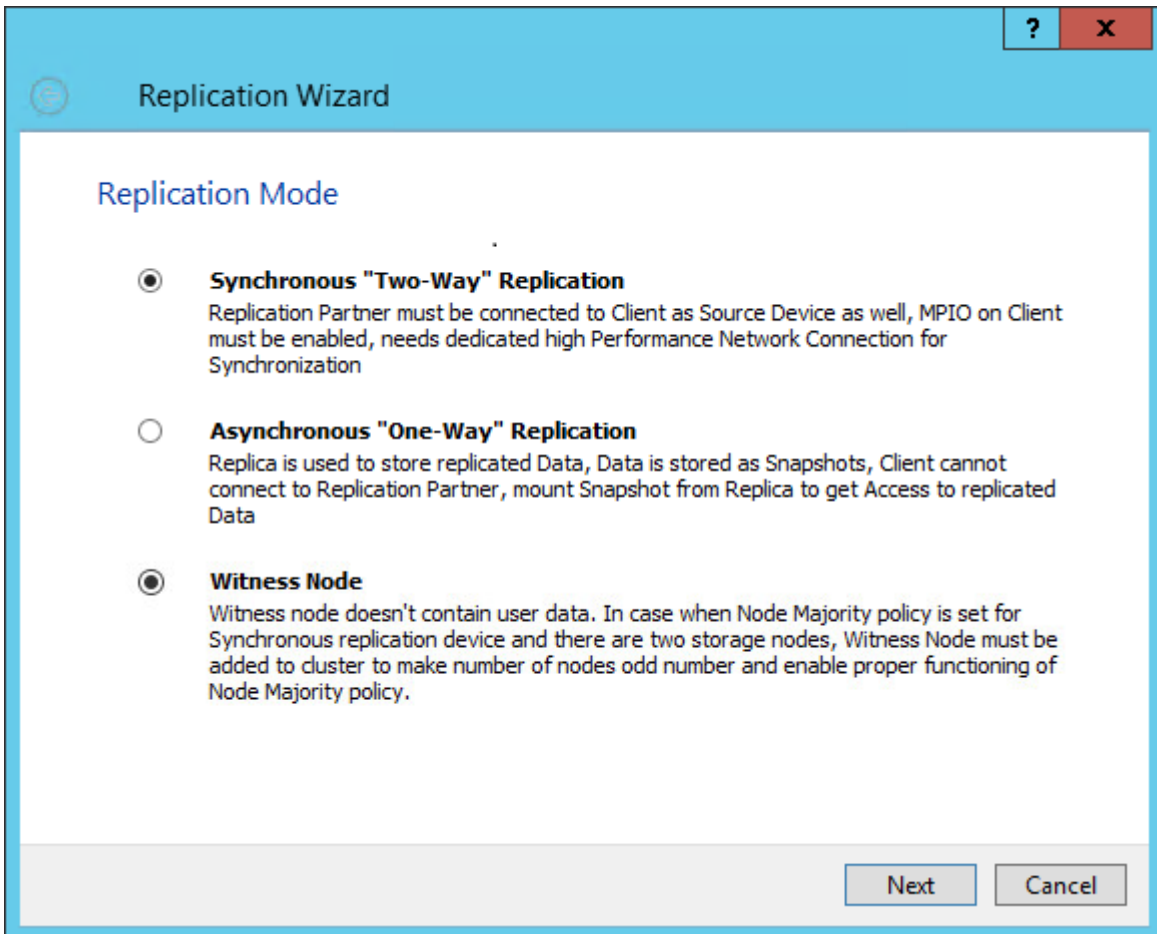 ? x
Replication Wizard
Replication Mode
Synchronous "Two-Way" Replication
Replication Partner must be connected to Client as Source Device as well, MPIO on Client
must be enabled, needs dedicated high Performance Network Connection for
Synchronization
Asynchronous "One-Way" Replication
Replica is used to store replicated Data, Data is stored as Snapshots, Client cannot
connect to Replication Partner, mount Snapshot from Replica to get Access to replicated
Data
Witness Node
Witness node doesn't contain user data. In case when Node Majority policy is set for
Synchronous replication device and there are two storage nodes, Witness Node must be
added to cluster to make number of nodes odd number and enable proper functioning of
Node Majority policy.
Next Cancel